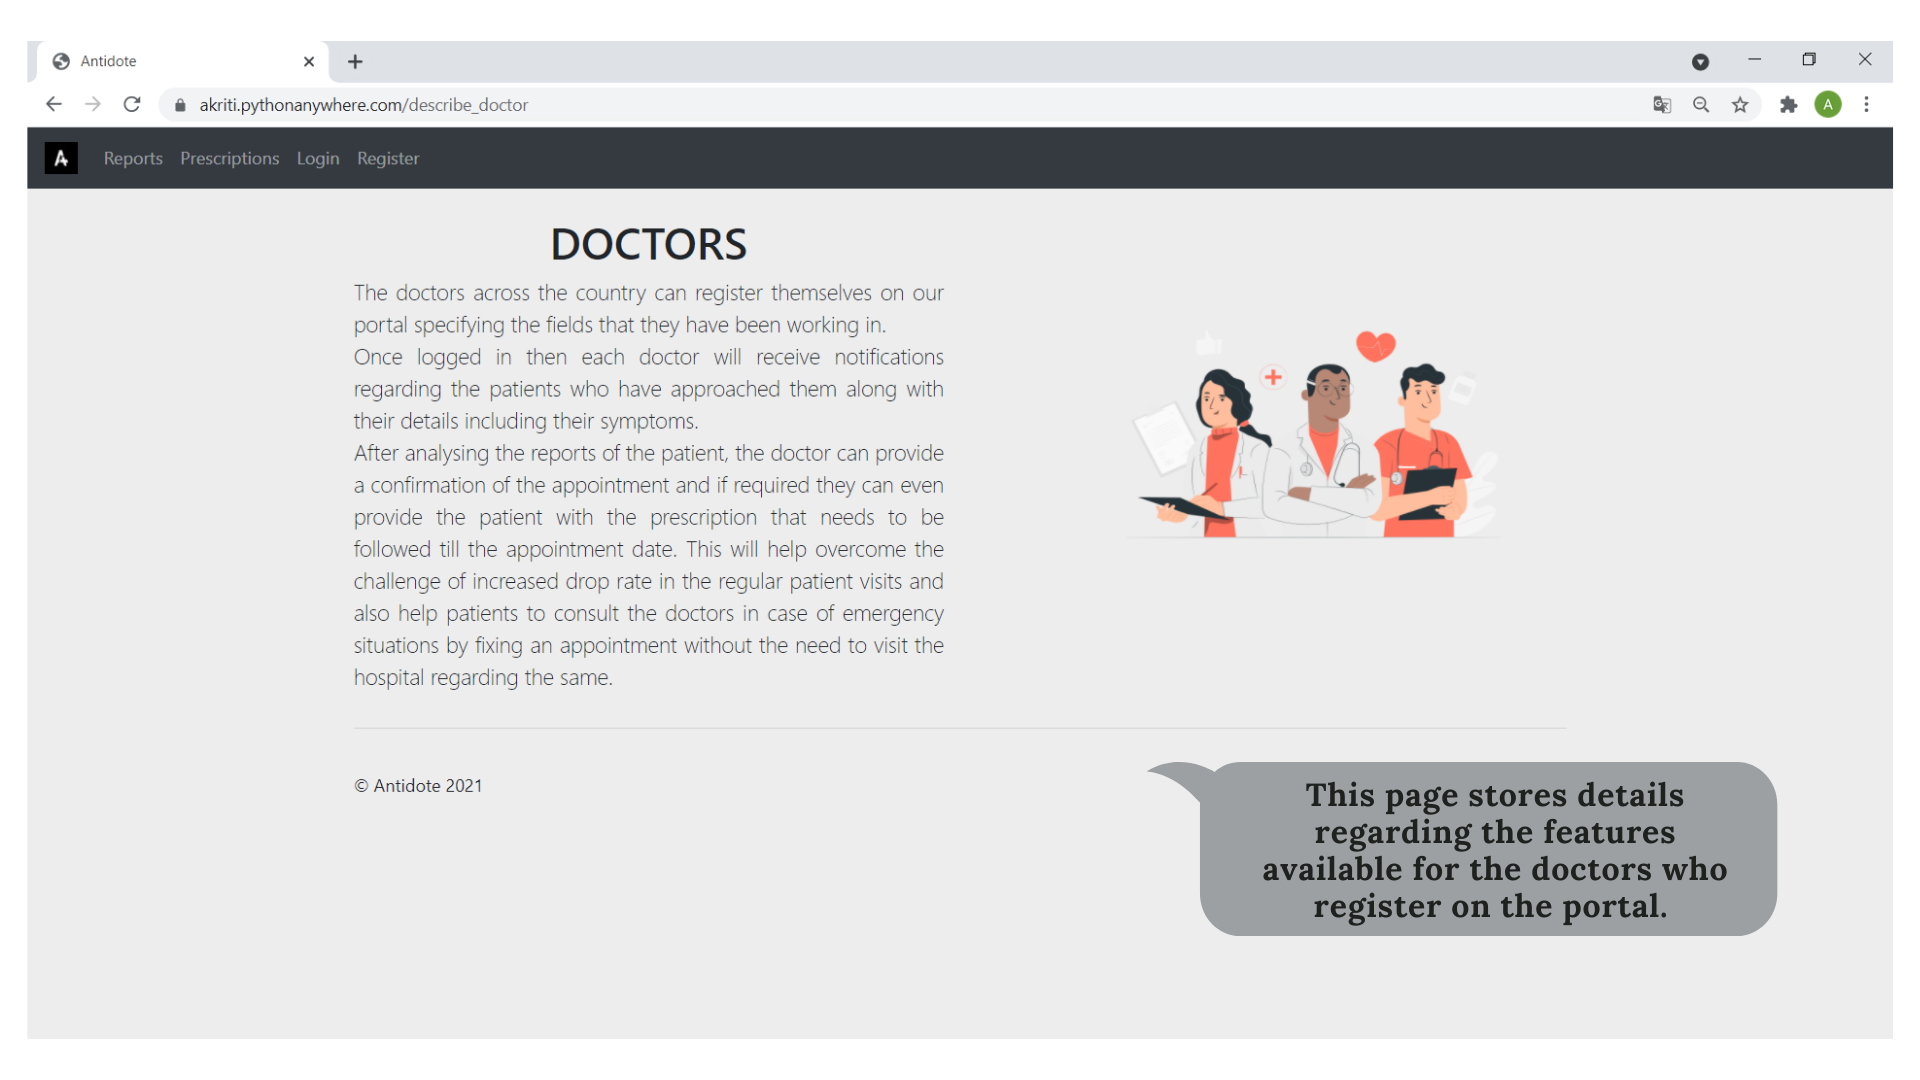 Antidote
akriti.pythonanywhere.com/describe_doctor
A
A
Reports Prescriptions Login Register
DOCTORS
The doctors across the country can register themselves on our
portal specifying the fields that they have been working in.
Once logged in then each doctor will receive notifications
regarding the patients who have approached them along with
their details including their symptoms.
After analysing the reports of the patient, the doctor can provide
a confirmation of the appointment and if required they can even
provide the patient with the prescription that needs to be
followed till the appointment date. This will help overcome the
challenge of increased drop rate in the regular patient visits and
also help patients to consult the doctors in case of emergency
situations by fixing an appointment without the need to visit the
hospital regarding the same.
© Antidote 2021
This page stores details
regarding the features
available for the doctors who
register on the portal.